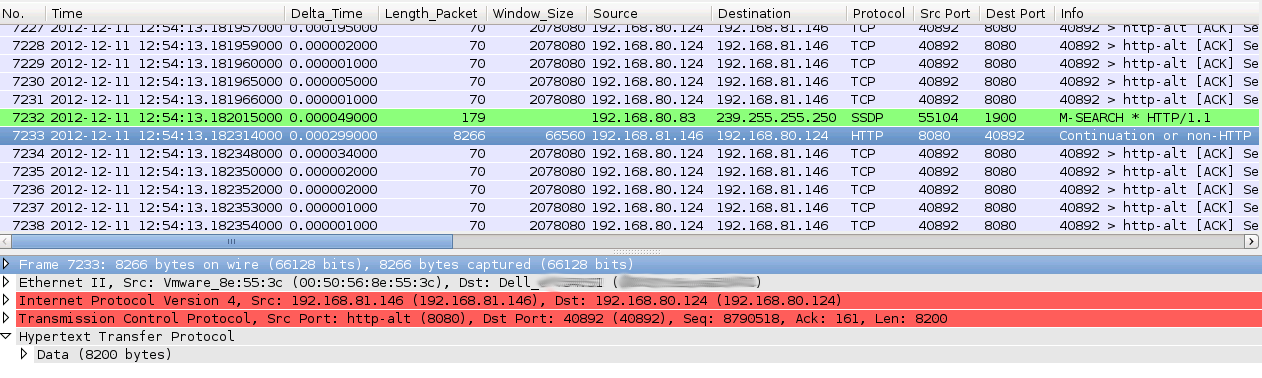 No. Time Delta_Time Length_Packet Window_Size Source Destination Protocol Src Port Dest Port Info
7227 2012-12-11 12:54:13.181957000 0.000195000 70 2078080 192.168.80.124 192.168.81.146 TCP 40892 8080 40892 > http-alt [ACK] Se
7228 2012-12-11 12:54:13.181959000 0.000002000 70 2078080 192.168.80.124 192.168.81.146 TCP 40892 8080 40892 > http-alt [ACK] Se
7229 2012-12-11 12:54:13.181960000 0.000001000 70 2078080 192.168.80.124 192.168.81.146 TCP 40892 8080 40892 > http-alt [ACK] Se
7230 2012-12-11 12:54:13.181965000 0.000005000 70 2078080 192.168.80.124 192.168.81.146 TCP 40892 8080 40892 > http-alt [ACK] Se
7231 2012-12-11 12:54:13.181966000 0.000001000 70 2078080 192.168.80.124 192.168.81.146 TCP 40892 8080 40892 > http-alt [ACK] Se
7232 2012-12-11 12:54:13.182015000 0.000049000 179 192.168.80.83 239.255.255.250 SSDP 55104 1900 M-SEARCH * HTTP/1.1
7233 2012-12-11 12:54:13.182314000 0.000299000 8266 66560 192.168.81.146 192.168.80.124 HTTP 8080 40892 Continuation or non-HTTP
7234 2012-12-11 12:54:13.182348000 0.000034000 70 2078080 192.168.80.124 192.168.81.146 TCP 40892 8080 40892 > http-alt [ACK] Se
7235 2012-12-11 12:54:13.182350000 0.000002000 70 2078080 192.168.80.124 192.168.81.146 TCP 40892 8080 40892 > http-alt [ACK] Se
7236 2012-12-11 12:54:13.182352000 0.000002000 70 2078080 192.168.80.124 192.168.81.146 TCP 40892 8080 40892 > http-alt [ACK] Se
7237 2012-12-11 12:54:13.182353000 0.000001000 70 2078080 192.168.80.124 192.168.81.146 TCP 40892 8080 40892 > http-alt [ACK] Se
7238 2012-12-11 12:54:13.182354000 0.000001000 70 2078080 192.168.80.124 192.168.81.146 TCP 40892 8080 40892 > http-alt [ACK] Se
Frame 7233: 8266 bytes on wire (66128 bits), 8266 bytes captured (66128 bits)
Ethernet II, Src: Vmware_8e:55:3c (00:50:56:8e:55:3c), Dst: Dell_ ( )
Internet Protocol Version 4, Src: 192.168.81.146 (192.168.81.146), Dst: 192.168.80.124 (192.168.80.124)
Transmission Control Protocol, Src Port: http-alt (8080), Dst Port: 40892 (40892), Seq: 8790518, Ack: 161, Len: 8200
Hypertext Transfer Protocol
Data (8200 bytes)